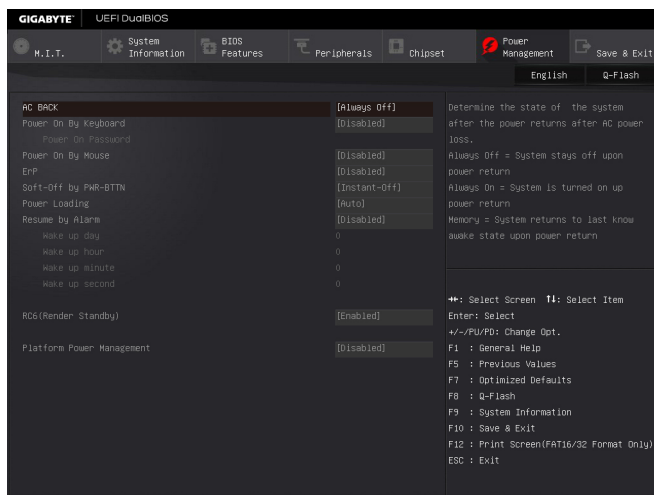 GIGABYTE™ UEFI DualBIOS
M.I.T.
System Information
BIOS Features
Peripherals
Chipset
Power Management
Save & Exit
English Q-Flash
AC BACK [Always Off]
Power On By Keyboard [Disabled]
Power On Password
Power On By Mouse [Disabled]
ErP [Disabled]
Soft-Off by PWR-BTTN [Instant-Off]
Power Loading [Auto]
Resume by Alarm [Disabled]
Wake up day 0
Wake up hour 0
Wake up minute 0
Wake up second 0
RC6(Render Standby) [Enabled]
Platform Power Management [Disabled]
Determine the state of the system
after the power returns after AC power
loss.
Always Off = System stays off upon
power return
Always On = System is turned on up
power return
Memory = System returns to last know
awake state upon power return
→←: Select Screen ↑↓: Select Item
Enter: Select
+/-/PU/PD: Change Opt.
F1 : General Help
F5 : Previous Values
F7 : Optimized Defaults
F8 : Q-Flash
F9 : System Information
F10 : Save & Exit
F12 : Print Screen(FAT16/32 Format Only)
ESC : Exit